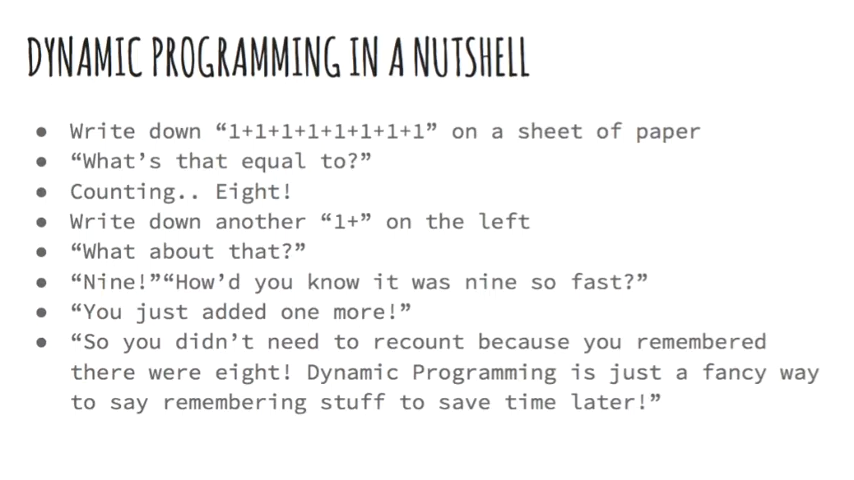 DYNAMIC PROGRAMMING IN A NUTSHELL
● Write down “1+1+1+1+1+1+1+1” on a sheet of paper
● “What’s that equal to?”
● Counting.. Eight!
● Write down another “1+” on the left
● “What about that?”
● “Nine!”“How’d you know it was nine so fast?”
● “You just added one more!”
● “So you didn’t need to recount because you remembered
there were eight! Dynamic Programming is just a fancy way
to say remembering stuff to save time later!”